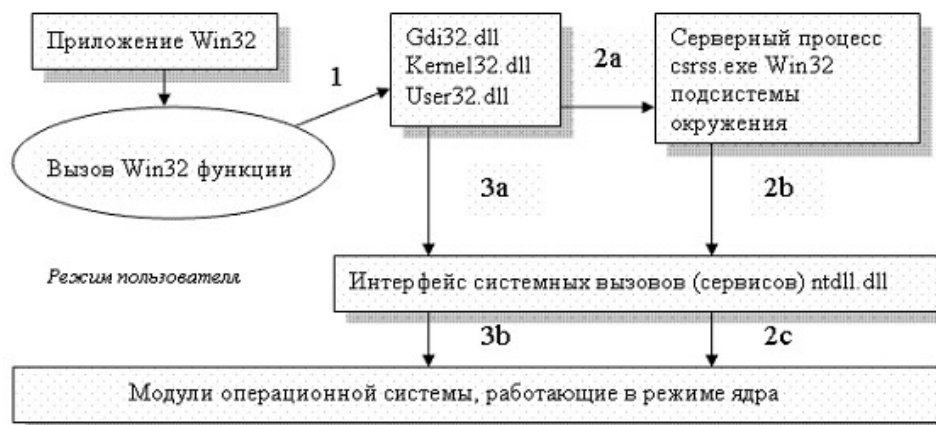 Приложение Win32
Вызов Win32 функции
1
Gdi32.dll
Kernel32.dll
User32.dll
2a
Серверный процесс
csrss.exe Win32
подсистемы
окружения
3a
2b
Режим пользователя
Интерфейс системных вызовов (сервисов) ntdll.dll
3b
2c
Модули операционной системы, работающие в режиме ядра